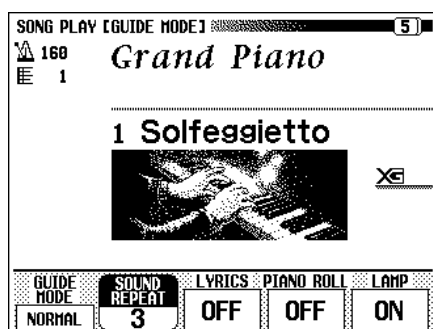 SONG PLAY [GUIDE MODE] 5
160
1
Grand Piano
1 Solfeggietto
XG
GUIDE MODE
NORMAL
SOUND REPEAT
3
LYRICS
OFF
PIANO ROLL
OFF
LAMP
ON